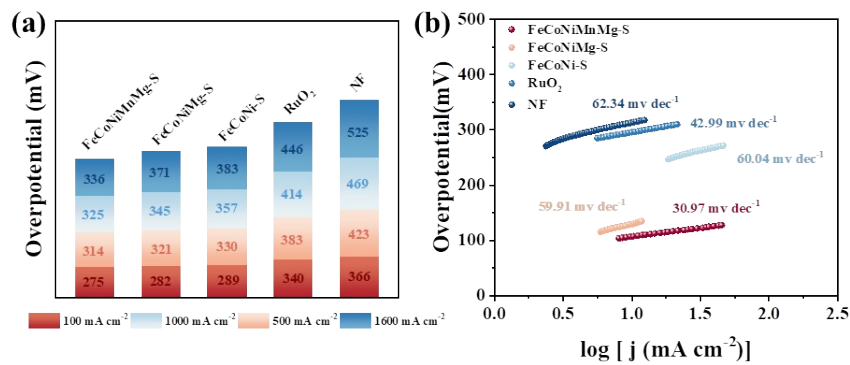 (a)
Overpotential (mV)
FeCoNiMnMg-S
FeCoNiMg-S
FeCoNi-S
RuO₂
NF
336
371
383
446
525
325
345
357
414
469
314
321
330
383
423
275
282
289
340
366
100 mA cm⁻²
1000 mA cm⁻²
500 mA cm⁻²
1600 mA cm⁻²
(b)
Overpotential(mV)
500
400
300
200
100
0
FeCoNiMnMg-S
FeCoNiMg-S
FeCoNi-S
RuO₂
NF
62.34 mv dec⁻¹
42.99 mv dec⁻¹
60.04 mv dec⁻¹
59.91 mv dec⁻¹
30.97 mv dec⁻¹
0.0 0.5 1.0 1.5 2.0 2.5
log [ j (mA cm⁻²)]